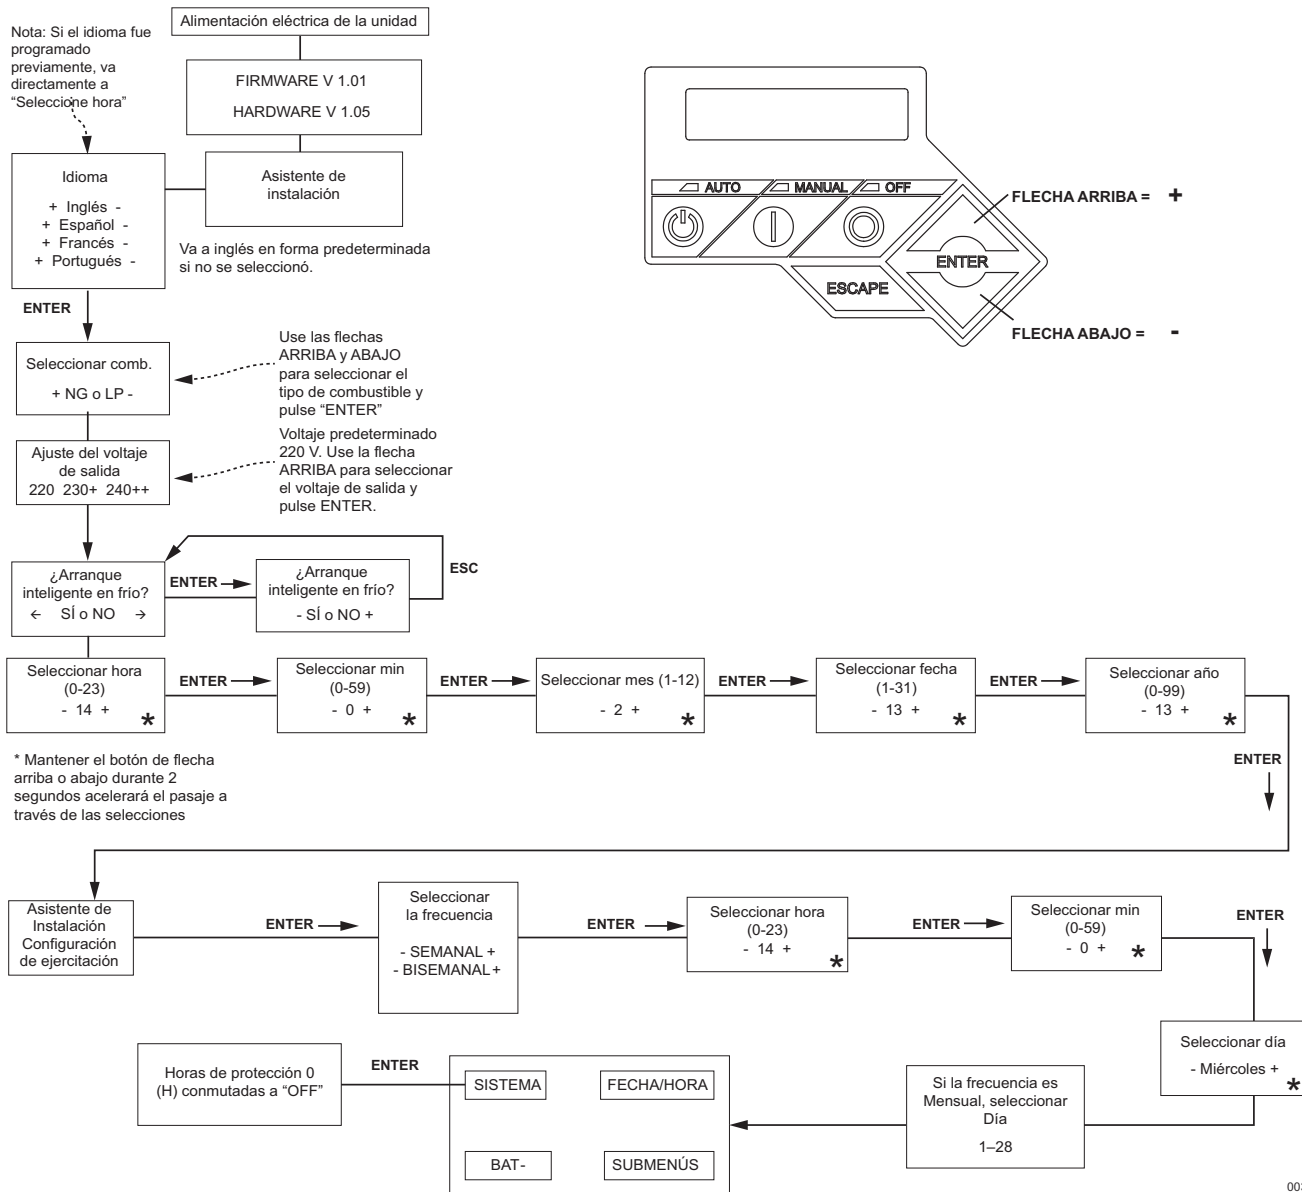 Nota: Si el idioma fue
programado
previamente, va
directamente a
“Seleccione hora”
Alimentación eléctrica de la unidad
FIRMWARE V 1.01
HARDWARE V 1.05
Asistente de
instalación
Idioma
+ Inglés -
+ Español -
+ Francés -
+ Portugués -
Va a inglés en forma predeterminada
si no se seleccionó.
ENTER
AUTO
MANUAL
OFF
ENTER
ESCAPE
FLECHA ARRIBA = +
FLECHA ABAJO = -
Seleccionar comb.
+ NG o LP -
Use las flechas
ARRIBA y ABAJO
para seleccionar el
tipo de combustible y
pulse “ENTER”
Ajuste del voltaje
de salida
220 230+ 240++
Voltaje predeterminado
220 V. Use la flecha
ARRIBA para seleccionar
el voltaje de salida y
pulse ENTER.
¿Arranque
inteligente en frío?
← SÍ o NO →
ENTER
¿Arranque
inteligente en frío?
- SÍ o NO +
ESC
Seleccionar hora
(0-23)
- 14 +
*
ENTER
Seleccionar min
(0-59)
- 0 +
*
ENTER
Seleccionar mes (1-12)
- 2 +
*
ENTER
Seleccionar fecha
(1-31)
- 13 +
*
ENTER
Seleccionar año
(0-99)
- 13 +
*
ENTER
* Mantener el botón de flecha
arriba o abajo durante 2
segundos acelerará el pasaje a
través de las selecciones
Asistente de
Instalación
Configuración
de ejercitación
ENTER
Seleccionar
la frecuencia
- SEMANAL +
- BISEMANAL+
ENTER
Seleccionar hora
(0-23)
- 14 +
*
ENTER
Seleccionar min
(0-59)
- 0 +
*
ENTER
Seleccionar día
- Miércoles +
*
Si la frecuencia es
Mensual, seleccionar
Día
1–28
SISTEMA
FECHA/HORA
BAT-
SUBMENÚS
ENTER
Horas de protección 0
(H) conmutadas a “OFF”